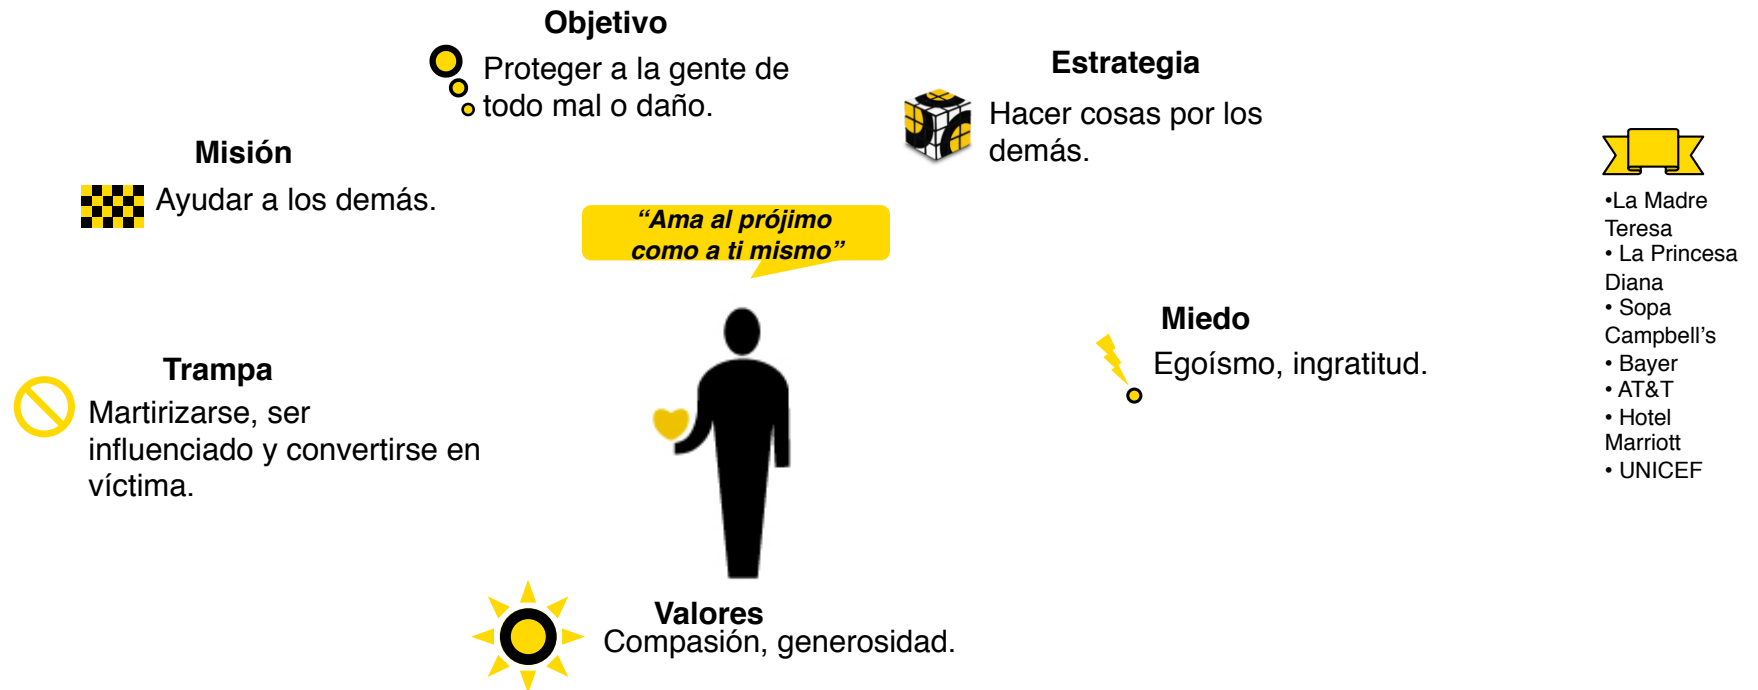 Objetivo
Proteger a la gente de
todo mal o daño.
Estrategia
Hacer cosas por los
demás.
Misión
Ayudar a los demás.
“Ama al prójimo
como a ti mismo”
Miedo
Egoísmo, ingratitud.
Trampa
Martirizarse, ser
influenciado y convertirse en
víctima.
Valores
Compasión, generosidad.
•La Madre
Teresa
• La Princesa
Diana
• Sopa
Campbell’s
• Bayer
• AT&T
• Hotel
Marriott
• UNICEF